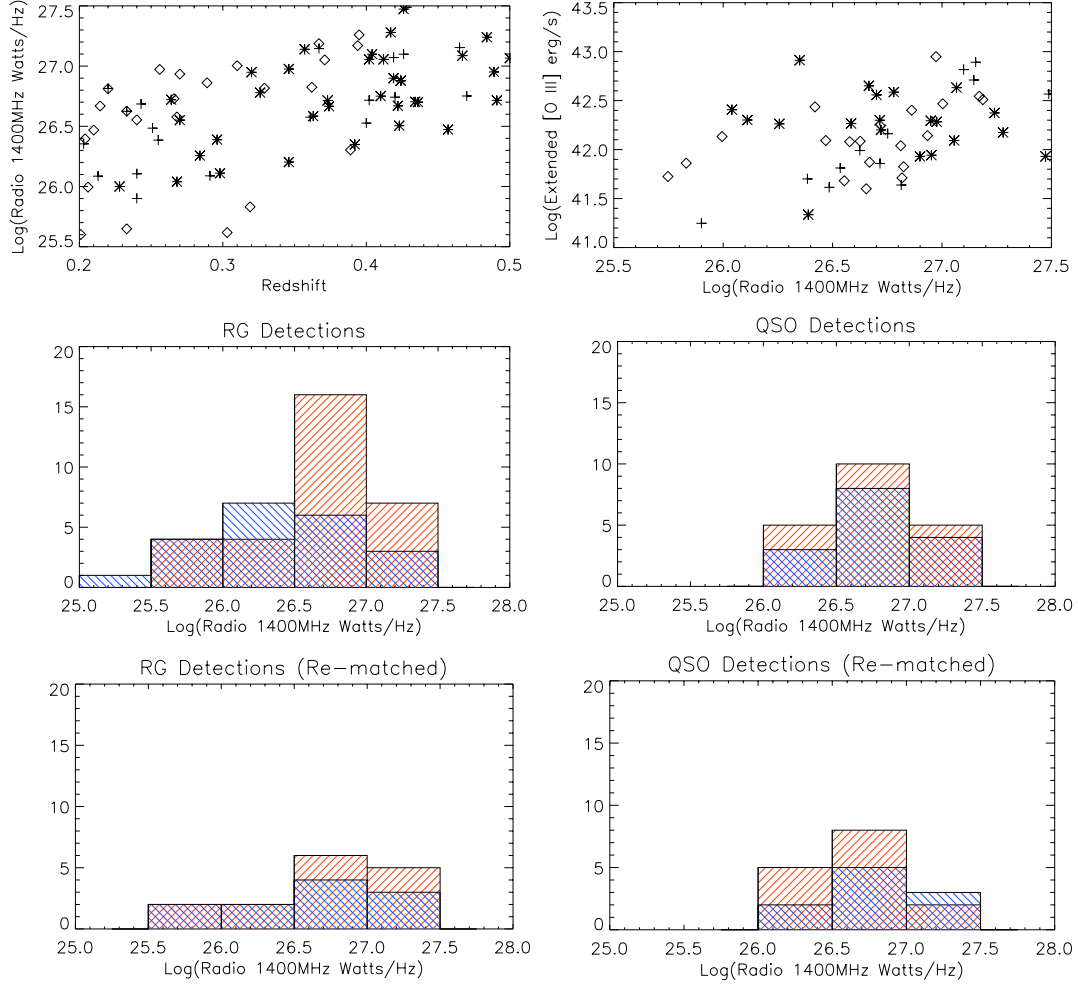 Log(Radio 1400MHz Watts/Hz)
27.5
27.0
26.5
26.0
25.5
0.2 0.3 0.4 0.5
Redshift
Log(Extended [O III] erg/s)
43.5
43.0
42.5
42.0
41.5
41.0
25.5 26.0 26.5 27.0 27.5
Log(Radio 1400MHz Watts/Hz)
RG Detections
20
15
10
5
0
25.0 25.5 26.0 26.5 27.0 27.5 28.0
Log(Radio 1400MHz Watts/Hz)
QSO Detections
20
15
10
5
0
25.0 25.5 26.0 26.5 27.0 27.5 28.0
Log(Radio 1400MHz Watts/Hz)
RG Detections (Re-matched)
20
15
10
5
0
25.0 25.5 26.0 26.5 27.0 27.5 28.0
Log(Radio 1400MHz Watts/Hz)
QSO Detections (Re-matched)
20
15
10
5
0
25.0 25.5 26.0 26.5 27.0 27.5 28.0
Log(Radio 1400MHz Watts/Hz)